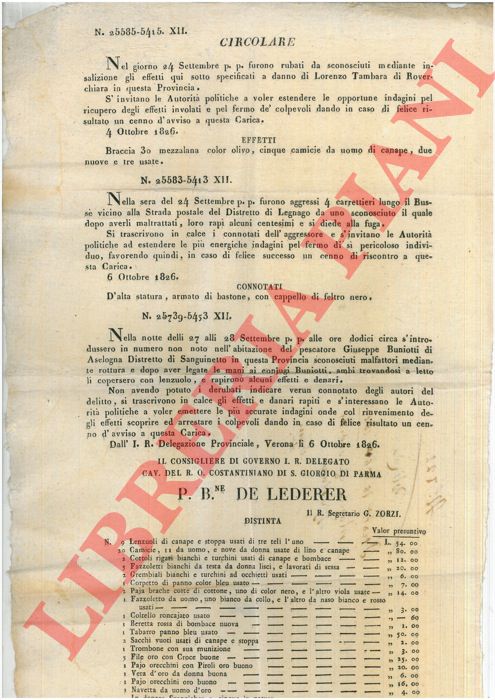 N. 25585-5415. XII.
CIRCOLARE
Nel giorno 24 Settembre p. p. furono rubati da sconosciuti mediante in-
salizione gli effetti qui sotto specificati a danno di Lorenzo Tambara di Rover-
chiara in questa Provincia.
S' invitano le Autorità politiche a voler estendere le opportune indagini pel
ricupero degli effetti involati e pel fermo de' colpevoli dando in caso di felice ri-
sultato un cenno d'avviso a questa Carica.
4 Ottobre 1826.
EFFETTI
Braccia 30 mezzalana color olivo, cinque camicie da uomo di canape, due
nuove e tre usate.
N. 25583-5413 XII.
Nella sera del 24 Settembre p. p. furono aggressi 4 carrettieri lungo il Bus-
se vicino alla Strada postale del Distretto di Legnago da uno sconosciuto il quale
dopo averli maltrattati, loro rapì alcuni centesimi e si diede alla fuga.
Si trascrivono in calce i connotati dell'aggressore e s'invitano le Autorità
politiche ad estendere le più energiche indagini pel fermo di sì pericoloso indivi-
duo, favorendo quindi, in caso di felice successo un cenno di riscontro a que-
sta Carica.
6 Ottobre 1826.
CONNOTATI
D'alta statura, armato di bastone, con cappello di feltro nero.
N. 25739-5453 XII.
Nella notte delli 27 alli 28 Settembre p. p. alle ore dodici circa s'intro-
dussero in numero non noto nell'abitazione del pescatore Giuseppe Buniotti di
Aselogna Distretto di Sanguinetto in questa Provincia sconosciuti malfattori median-
te rottura e dopo aver legate le mani ai coniugi Buniotti, ambi trovandosi a letto
li copersero con lenzuolo, e rapirono alcuni effetti e denari.
Non avendo potuto i derubati indicare verun connotato degli autori del
delitto, si trascrivono in calce gli effetti e danari rapiti e s'interessano le Auto-
rità politiche a voler emettere le più accurate indagini onde col rinvenimento de-
gli effetti scoprire ed arrestare i colpevoli dando in caso di felice risultato un cen-
no d'avviso a questa Carica.
Dall' I. R. Delegazione Provinciale, Verona li 6 Ottobre 1826.
IL CONSIGLIERE DI GOVERNO I. R. DELEGATO
CAV. DEL R. O. COSTANTINIANO DI S. GIORGIO DI PARMA
P. B.NE DE LEDERER
Il R. Segretario G. ZORZI.
DISTINTA
Valor presuntivo
N. 9 Lenzuoli di canape e stoppa usati di tre teli l'uno — L. 54. 00
20 Camicie, 11 da uomo, e nove da donna usate di lino e canape — „ 80. 00
2 Cottoli rigati bianchi e turchini usati di canape e bombace — „ 12. 00
Fazzoletti bianchi da testa da donna lisci, e lavorati di sessa — „ 20. 00
2 Grembiali bianchi e turchini ad occhietti usati — „ 6. 00
1 Corpetto di panno color bleu usato — „ 7. 00
1 Paja brache corte di cottone, uno di color nero, e l'altro viola usate — „ 14. 00
Fazzoletto da uomo, uno bianco da collo, e l'altro da naso bianco e rosso
usati — „ 3. 00
1 Coltello roncajato usato — „ — 60
1 Beretta rossa di bombace nuova — „ 1. 00
1 Tabarro panno bleu usato — „ 50. 00
2 Sacchi vuoti usati di canape e stoppa — „ 2. 00
1 Trombone con sua munizione — „ 3. 00
5 File oro con Croce buone — „ 25. 00
1 Pajo orecchini con Piroli oro buono — „ 20. 00
1 Vera d'oro da donna buona — „ 6. 00
1 Pajo orecchini oro buono — „ 16. 00
1 Navetta da uomo d'oro — „ 4. 00
LIBRERIA PIANI